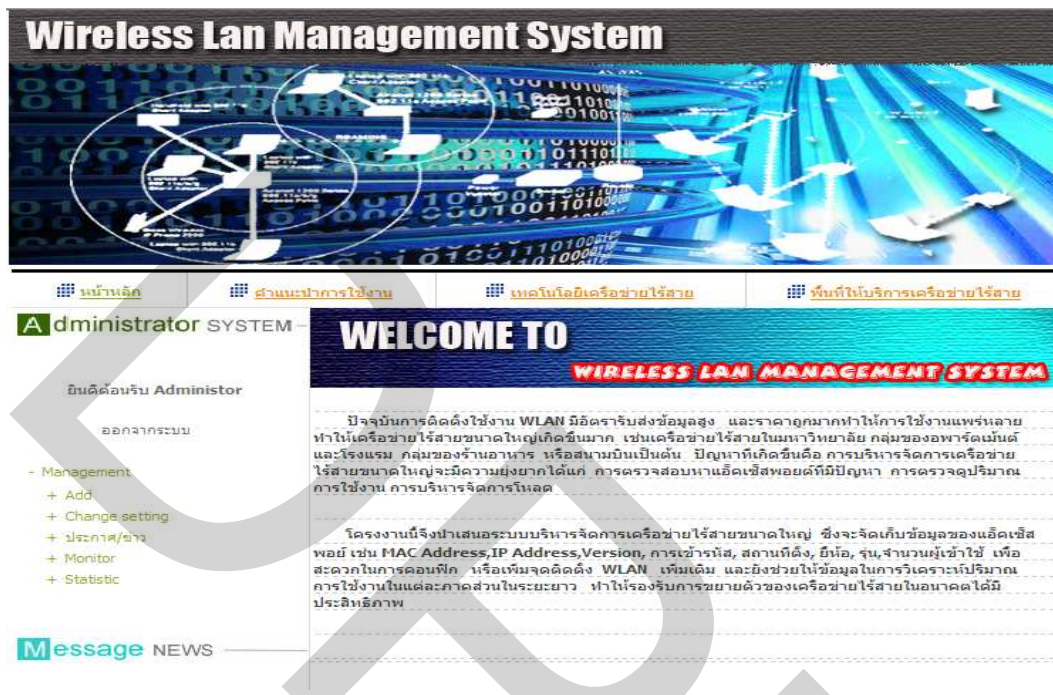 Wireless Lan Management System
หน้าหลัก
คำแนะนำการใช้งาน
เทคโนโลยีเครือข่ายไร้สาย
พื้นที่ให้บริการเครือข่ายไร้สาย
Administrator SYSTEM
ยินดีต้อนรับ Administor
ออกจากระบบ
- Management
+ Add
+ Change setting
+ ประกาศ/ข่าว
+ Monitor
+ Statistic
Message NEWS
WELCOME TO
WIRELESS LAN MANAGEMENT SYSTEM
ปัจจุบันการติดตั้งใช้งาน WLAN มีอัตรารับส่งข้อมูลสูง และราคาถูกมากทำให้การใช้งานแพร่หลาย
ทำให้เครือข่ายไร้สายขนาดใหญ่เกิดขึ้นมาก เช่นเครือข่ายไร้สายในมหาวิทยาลัย กลุ่มของอพาร์ตเม้นต์
และโรงแรม กลุ่มของร้านอาหาร หรือสนามบินเป็นต้น ปัญหาที่เกิดขึ้นคือ การบริหารจัดการเครือข่าย
ไร้สายขนาดใหญ่จะมีความยุ่งยากได้แก่ การตรวจสอบหาแอ็คเซ็สพอยต์ที่มีปัญหา การตรวจดูปริมาณ
การใช้งาน การบริหารจัดการโหลด
โครงงานนี้จึงนำเสนอระบบบริหารจัดการเครือข่ายไร้สายขนาดใหญ่ ซึ่งจะจัดเก็บข้อมูลของแอ็คเซ็ส
พอย์ เช่น MAC Address,IP Address,Version, การเข้ารหัส, สถานที่ตั้ง, ยี่ห้อ, รุ่น,จำนวนผู้เข้าใช้ เพื่อ
สะดวกในการคอนฟิก หรือเพิ่มจุดติดตั้ง WLAN เพิ่มเติม และยังช่วยให้ข้อมูลในการวิเคราะห์ปริมาณ
การใช้งานในแต่ละภาคส่วนในระยะยาว ทำให้รองรับการขยายตัวของเครือข่ายไร้สายในอนาคตได้มี
ประสิทธิภาพ